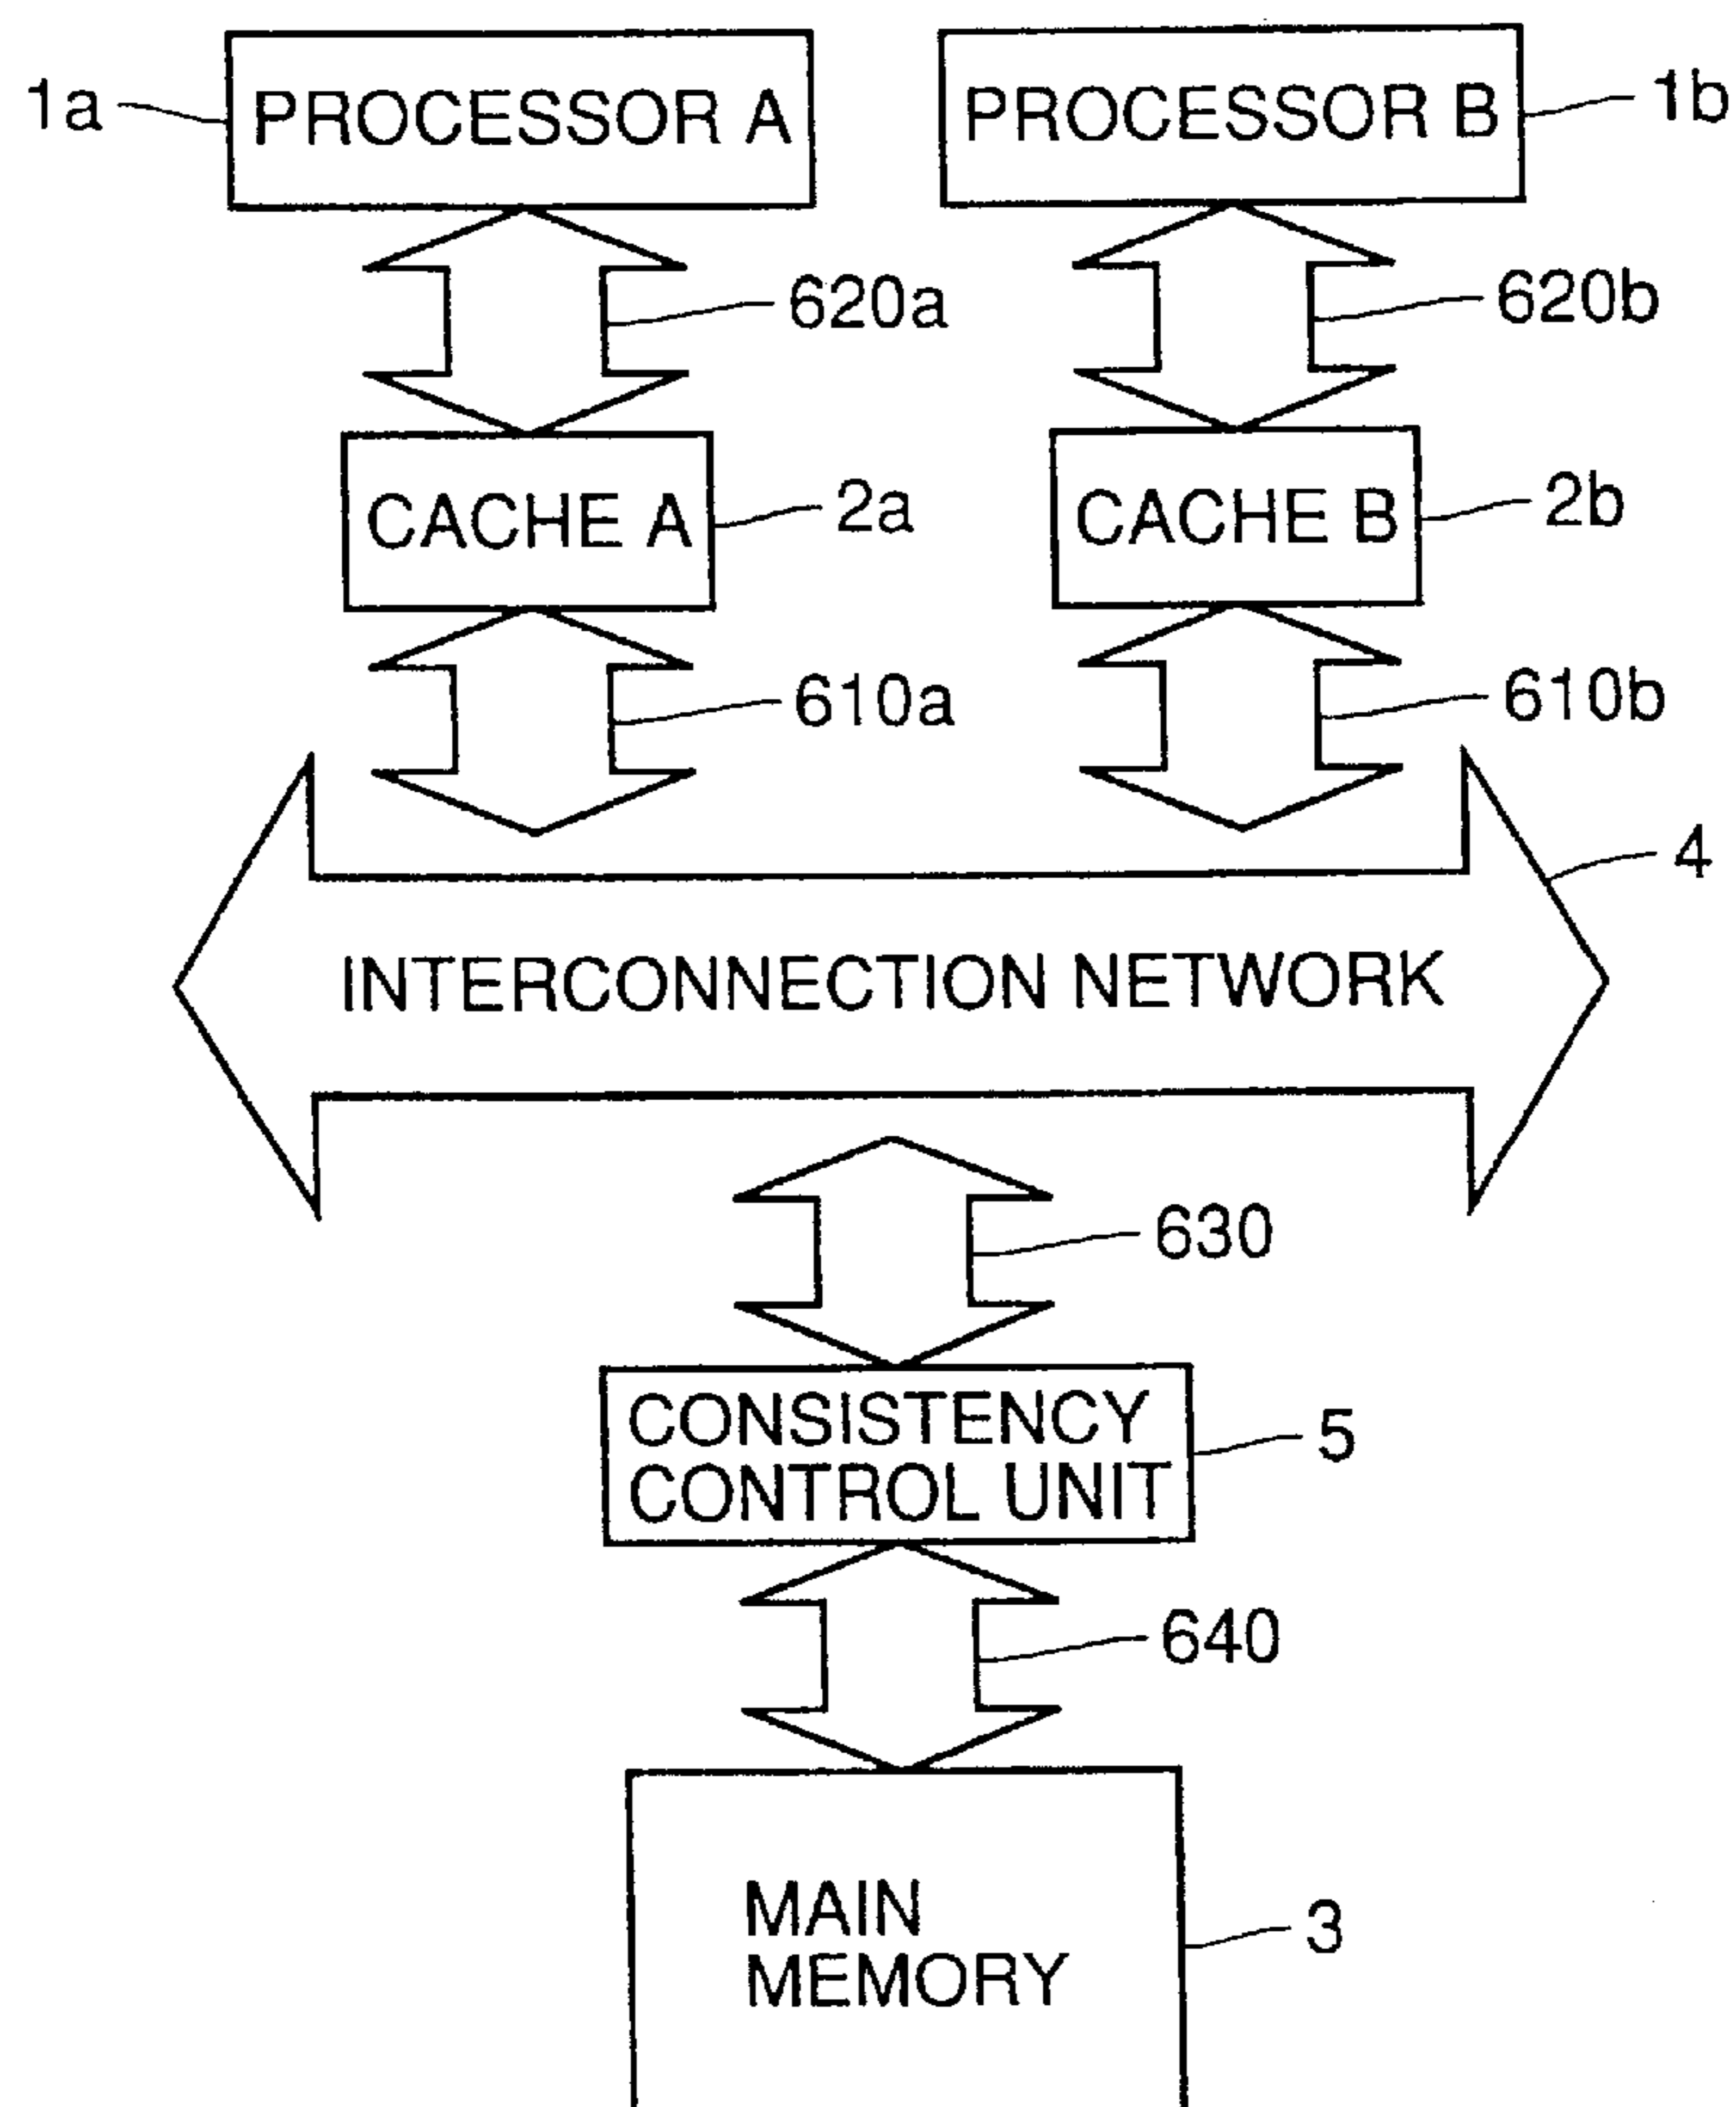 1a
PROCESSOR A
PROCESSOR B
1b
620a
620b
CACHE A
2a
CACHE B
2b
610a
610b
4
INTERCONNECTION NETWORK
630
CONSISTENCY
CONTROL UNIT
5
640
MAIN
MEMORY
3